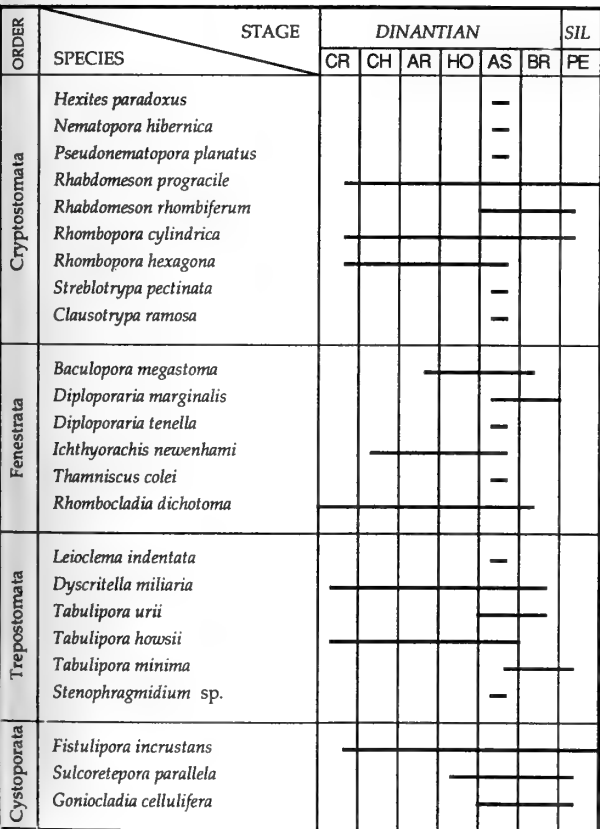 ORDER
STAGE
SPECIES
DINANTIAN
SIL
CR CH AR HO AS BR PE
Cryptostomata
Hexites paradoxus
Nematopora hibernica
Pseudonematopora planatus
Rhabdomeson progracile
Rhabdomeson rhombiferum
Rhombopora cylindrica
Rhombopora hexagona
Streblotrypa pectinata
Clausotrypa ramosa
Fenestrata
Baculopora megastoma
Diploporaria marginalis
Diploporaria tenella
Ichthyorachis newenhami
Thamniscus colei
Rhombocladia dichotoma
Trepostomata
Leioclema indentata
Dyscritella miliaria
Tabulipora urii
Tabulipora howsii
Tabulipora minima
Stenophragmidium sp.
Cystoporata
Fistulipora incrustans
Sulcoretepora parallela
Goniocladia cellulifera